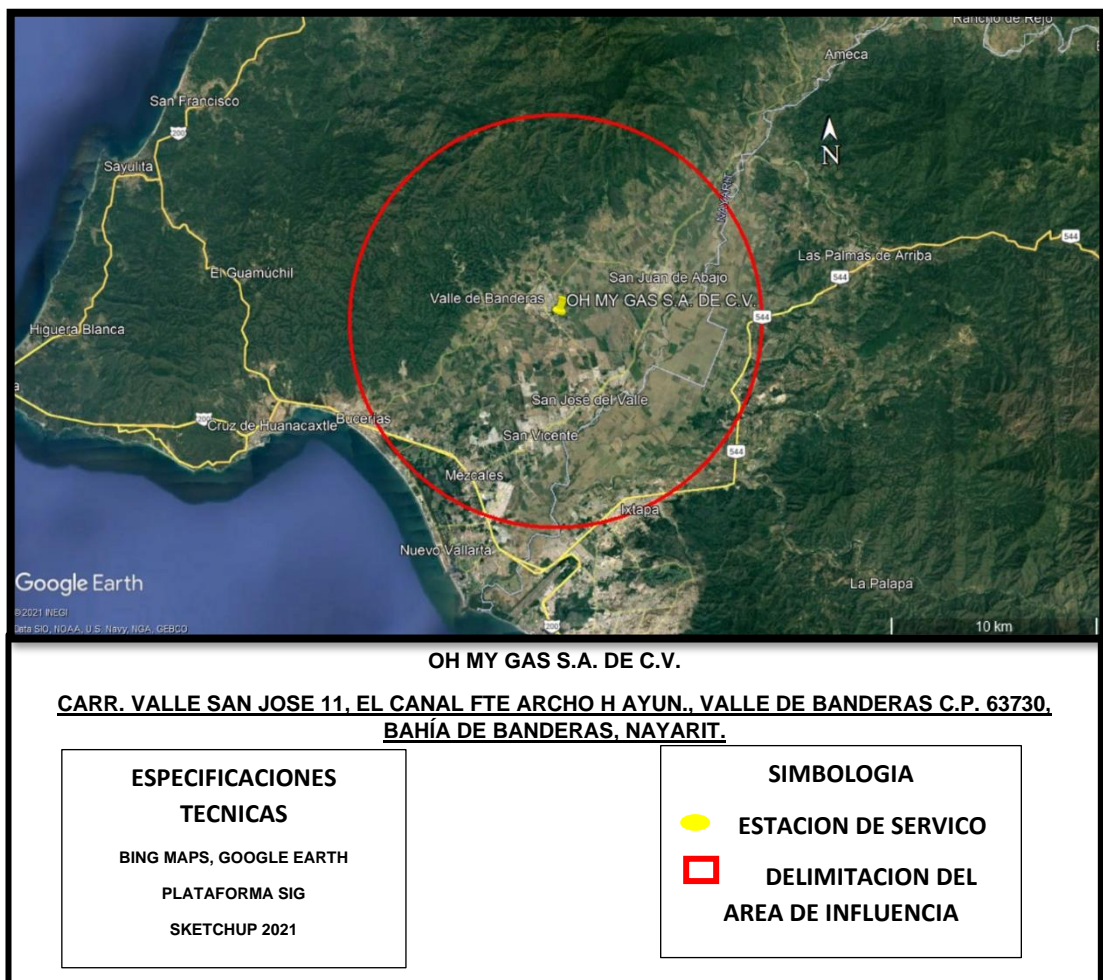 Rancho de Rejo
Ameca
San Francisco
200
N
Sayulita
NAYARIT
544
El Guamúchil
Las Palmas de Arriba
544
San Juan de Abajo
Valle de Banderas
OH MY GAS S.A. DE C.V.
544
Higuera Blanca
San José del Valle
200
Cruz de Huanacaxtle
Bucerías
San Vicente
544
Mezcales
Ixtapa
Nuevo Vallarta
Google Earth
La Palapa
©2021 INEGI
Data SIO, NOAA, U.S. Navy, NGA, GEBCO
200
10 km
OH MY GAS S.A. DE C.V.
CARR. VALLE SAN JOSE 11, EL CANAL FTE ARCHO H AYUN., VALLE DE BANDERAS C.P. 63730,
BAHÍA DE BANDERAS, NAYARIT.
ESPECIFICACIONES
TECNICAS
BING MAPS, GOOGLE EARTH
PLATAFORMA SIG
SKETCHUP 2021
SIMBOLOGIA
ESTACION DE SERVICO
DELIMITACION DEL
AREA DE INFLUENCIA